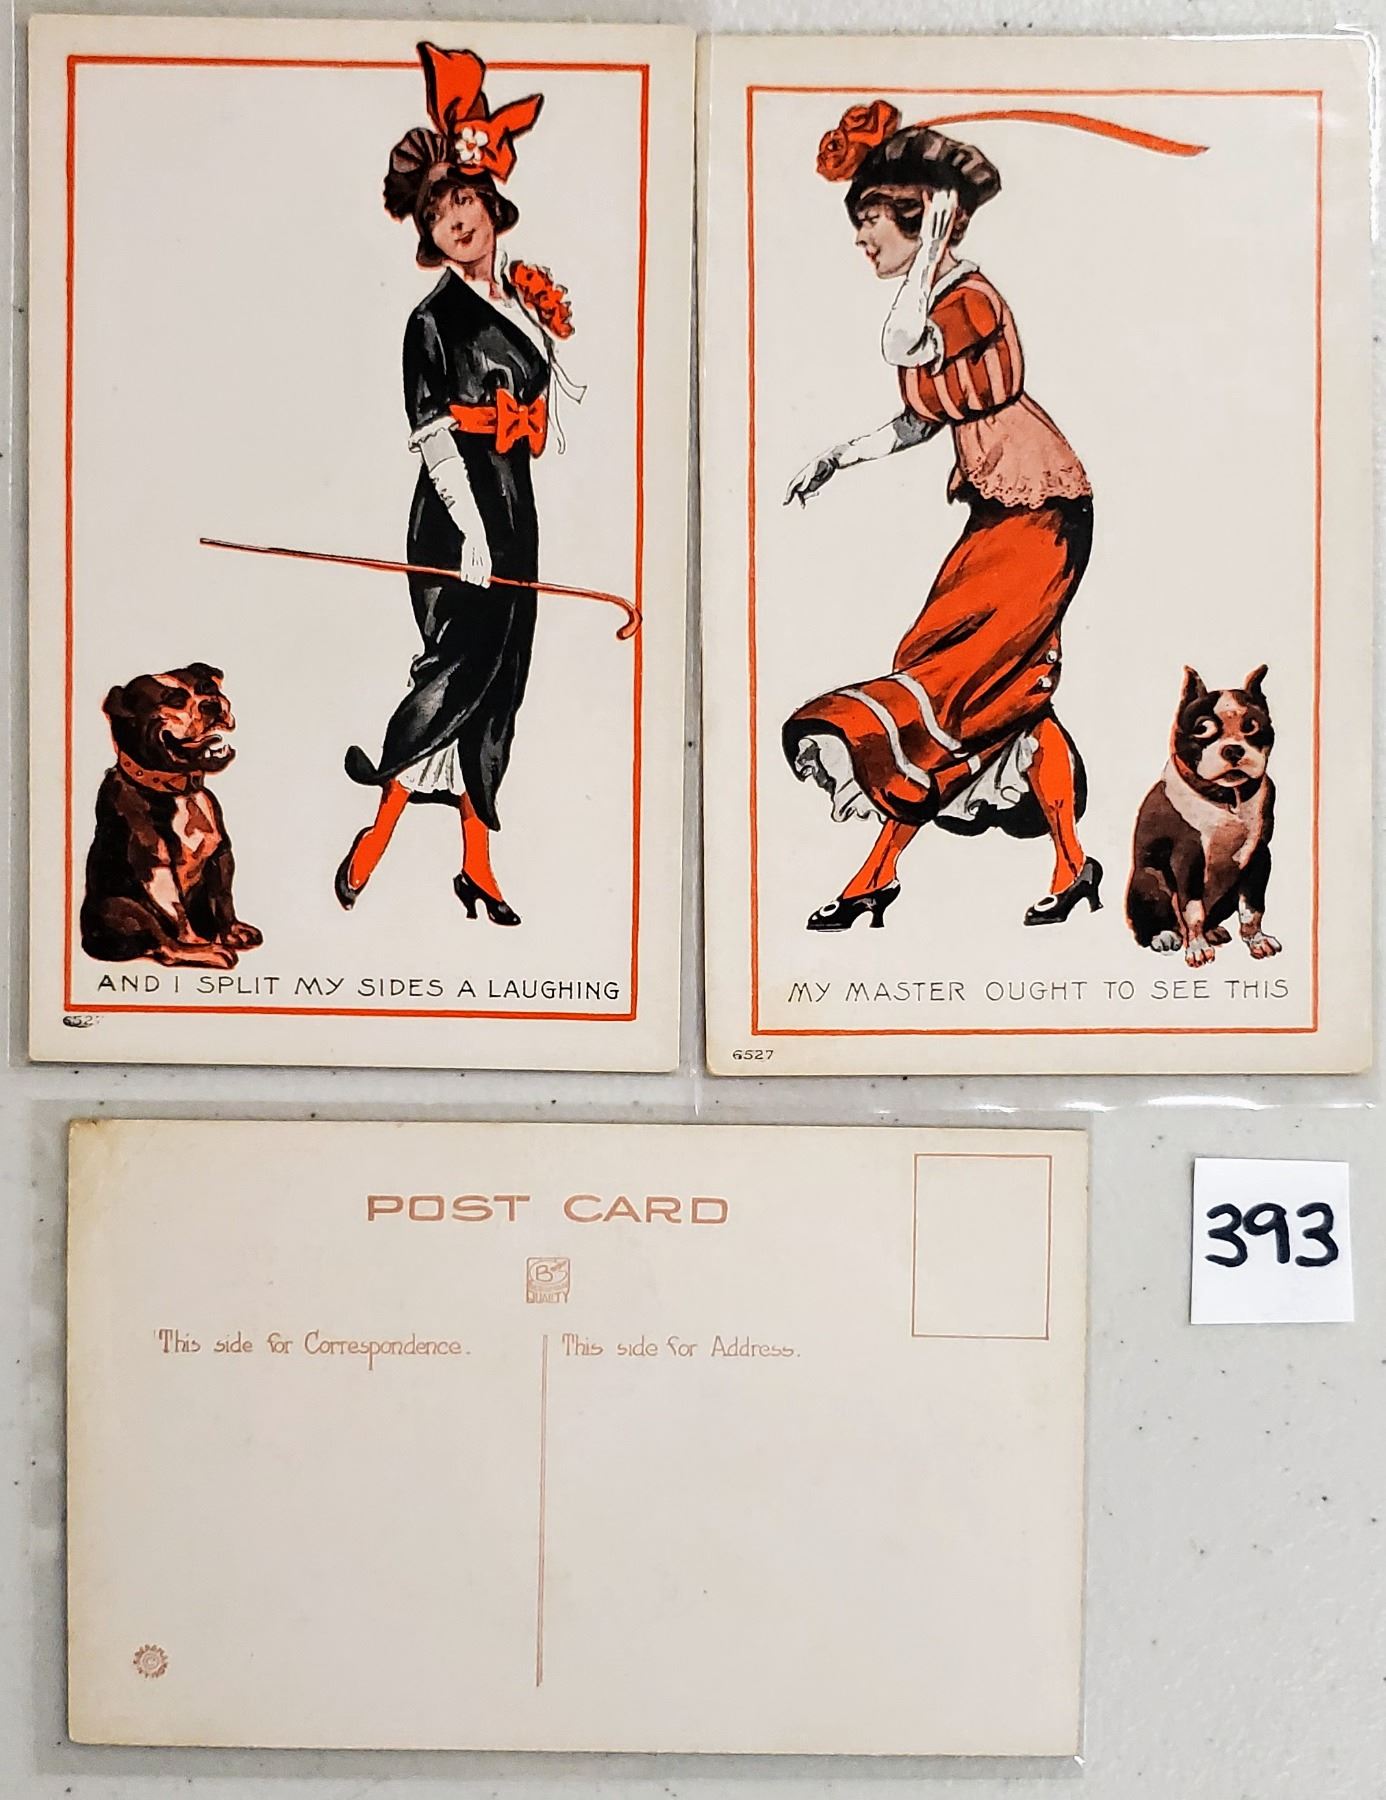 AND I SPLIT MY SIDES A LAUGHING
652
MY MASTER OUGHT TO SEE THIS
6527
POST CARD
B
QUALITY
This side for Correspondence.
This side for Address.
393